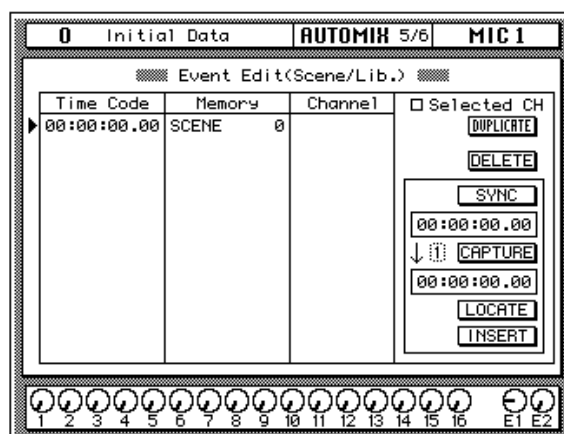 0 Initial Data AUTOMIX 5/6 MIC 1
Event Edit(Scene/Lib.)
Time Code Memory Channel Selected CH
00:00:00.00 SCENE 0 DUPLICATE
DELETE
SYNC
00:00:00.00
1 CAPTURE
00:00:00.00
LOCATE
INSERT
1 2 3 4 5 6 7 8 9 10 11 12 13 14 15 16 E1 E2